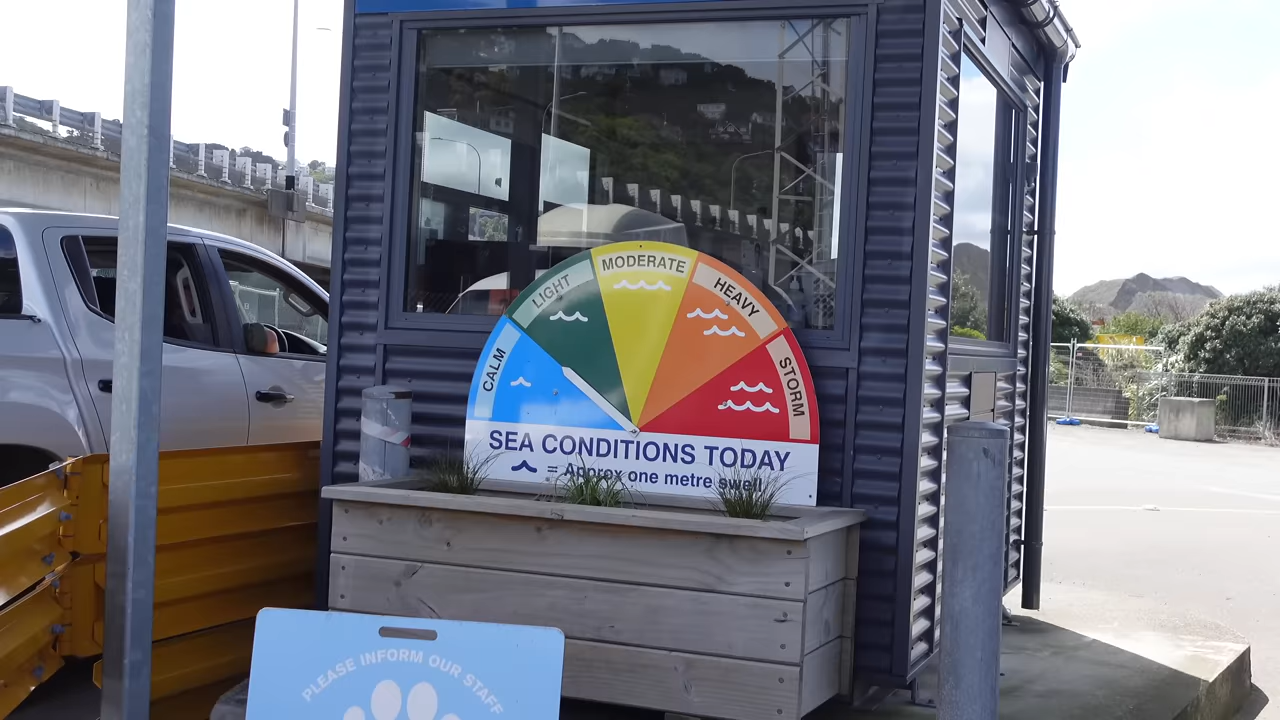 CALM
LIGHT
MODERATE
HEAVY
STORM
SEA CONDITIONS TODAY
= Approx one metre swell
PLEASE INFORM OUR STAFF